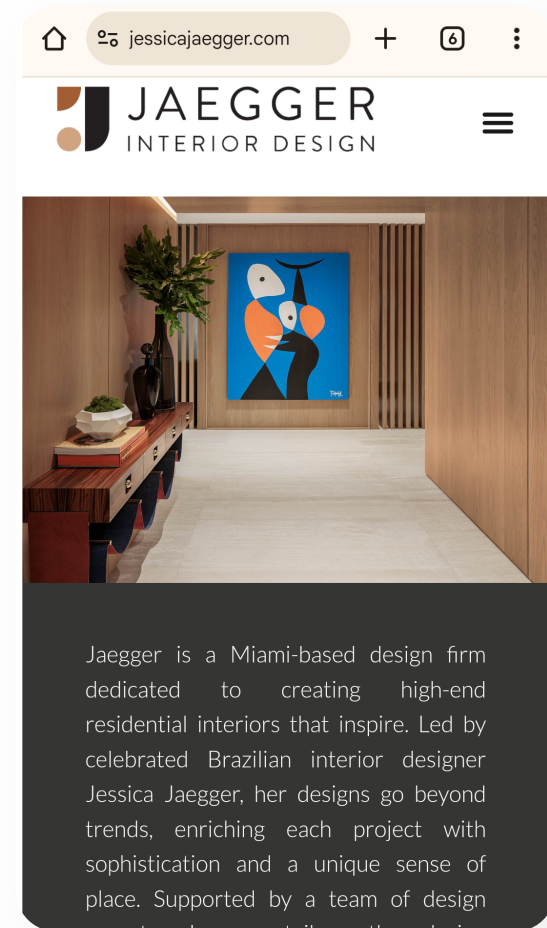 jessicajaegger.com
6
JAEGGER
INTERIOR DESIGN
Jaegger is a Miami-based design firm
dedicated to creating high-end
residential interiors that inspire. Led by
celebrated Brazilian interior designer
Jessica Jaegger, her designs go beyond
trends, enriching each project with
sophistication and a unique sense of
place. Supported by a team of design